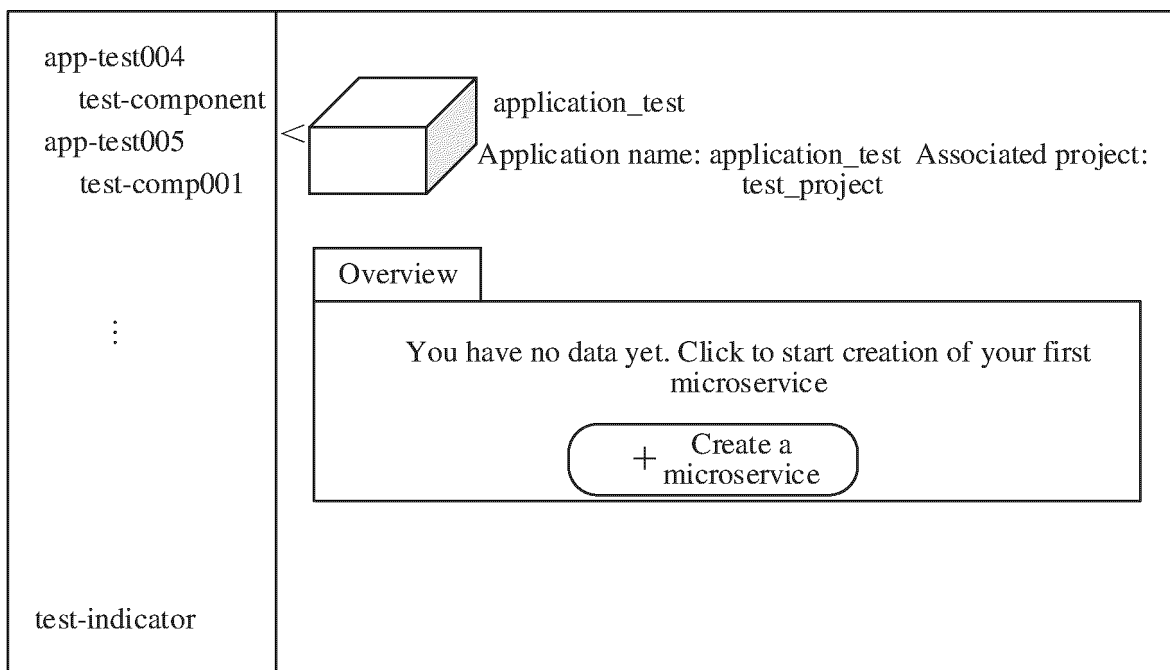 app-test004
test-component
app-test005
test-comp001
⋮
test-indicator
<
application_test
Application name: application_test Associated project:
test_project
Overview
You have no data yet. Click to start creation of your first
microservice
+ Create a
microservice